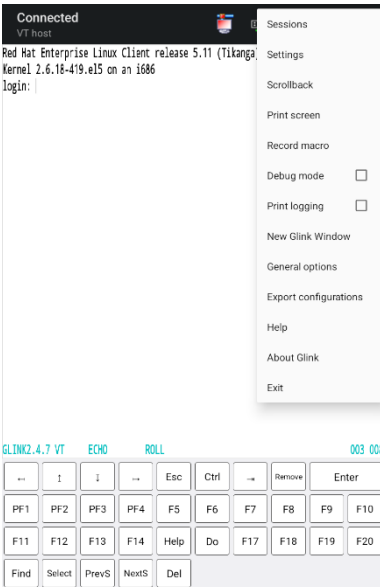 Connected
VT host
Red Hat Enterprise Linux Client release 5.11 (Tikanga)
Kernel 2.6.18-419.el5 on an i686
login:
Sessions
Settings
Scrollback
Print screen
Record macro
Debug mode
Print logging
New Glink Window
General options
Export configurations
Help
About Glink
Exit
GLINK2.4.7 VT ECHO ROLL 003 008
← ↑ ↓ → Esc Ctrl ⇥ Remove Enter
PF1 PF2 PF3 PF4 F5 F6 F7 F8 F9 F10
F11 F12 F13 F14 Help Do F17 F18 F19 F20
Find Select PrevS NextS Del